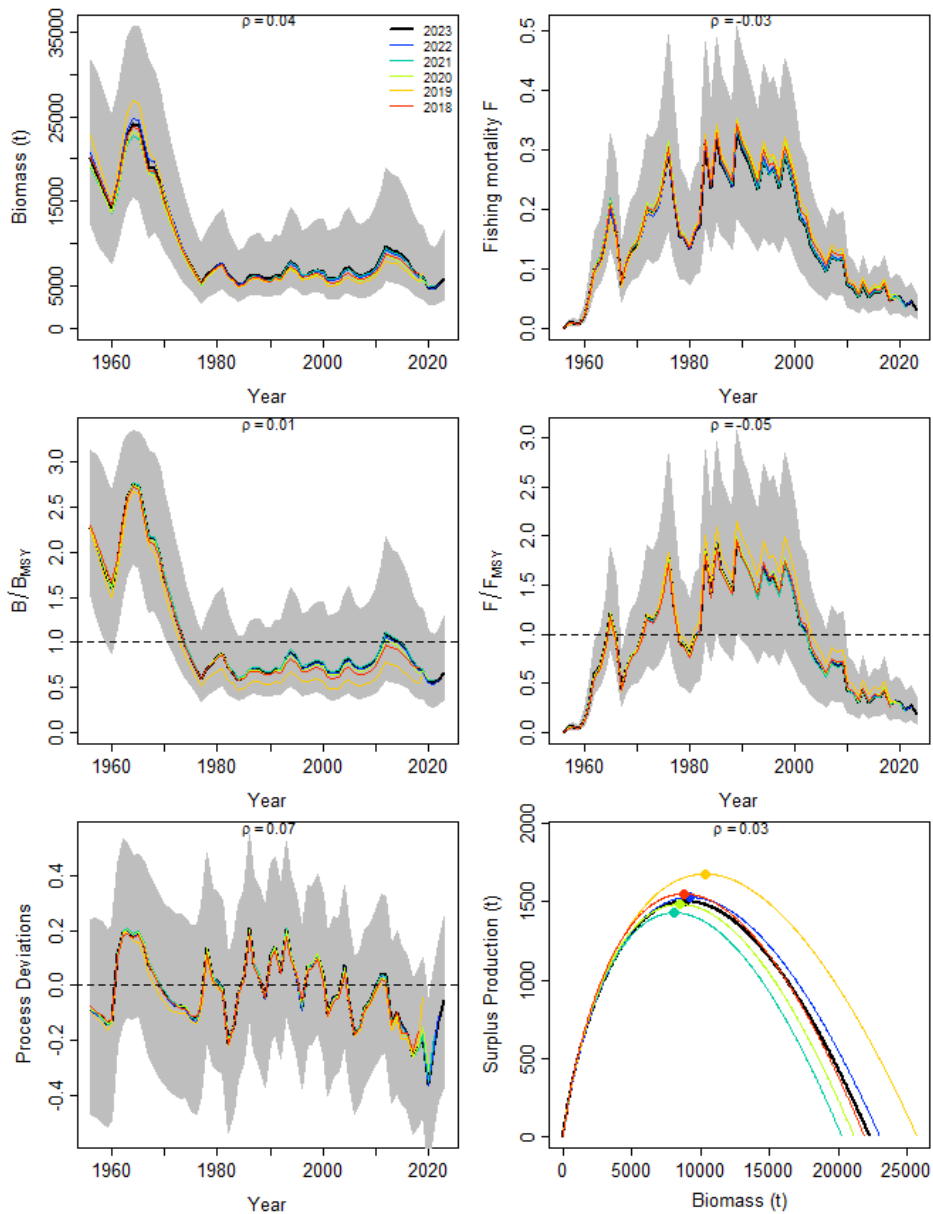 ρ = 0.04
Biomass (t)
0 5000 15000 25000 35000
2023
2022
2021
2020
2019
2018
1960 1980 2000 2020
Year
ρ = -0.03
Fishing mortality F
0.0 0.1 0.2 0.3 0.4 0.5
1960 1980 2000 2020
Year
ρ = 0.01
B/BMSY
0.0 0.5 1.0 1.5 2.0 2.5 3.0
1960 1980 2000 2020
Year
ρ = -0.05
F/FMSY
0.0 0.5 1.0 1.5 2.0 2.5 3.0
1960 1980 2000 2020
Year
ρ = 0.07
Process Deviations
-0.4 -0.2 0.0 0.2 0.4
1960 1980 2000 2020
Year
ρ = 0.03
Surplus Production (t)
0 500 1000 1500 2000
0 5000 10000 15000 20000 25000
Biomass (t)